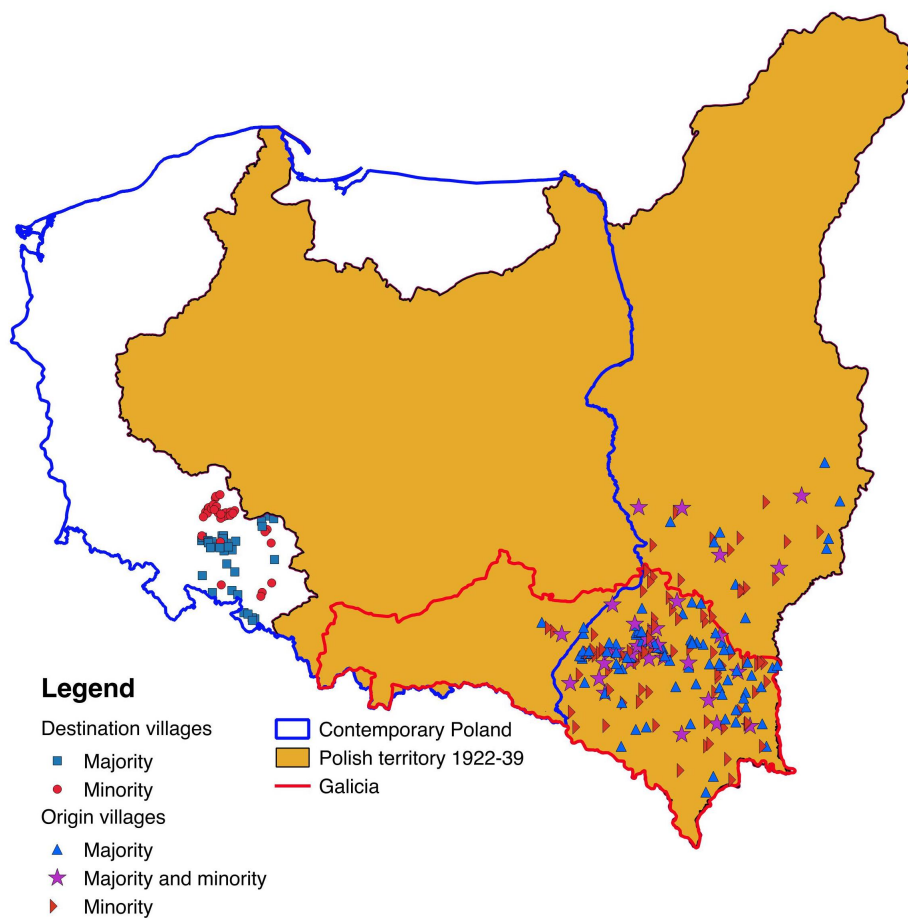 Legend
Destination villages
Majority
Minority
Origin villages
Majority
Majority and minority
Minority
Contemporary Poland
Polish territory 1922-39
Galicia